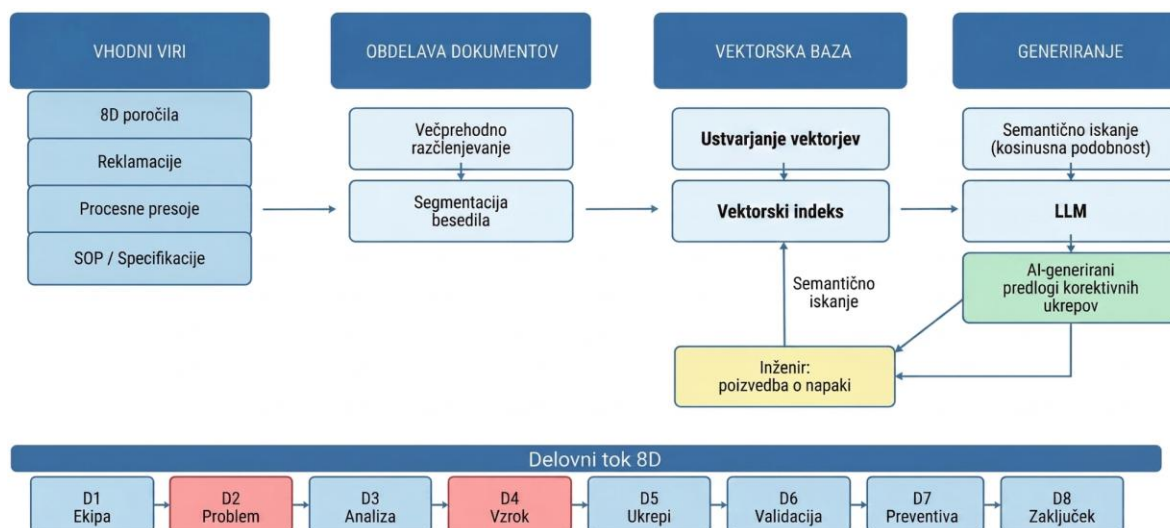 VHODNI VIRI
8D poročila
Reklamacije
Procesne presoje
SOP / Specifikacije
OBDELAVA DOKUMENTOV
Večprehodno
razčlenjevanje
Segmentacija
besedila
VEKTORSKA BAZA
Ustvarjanje vektorjev
Vektorski indeks
Semantično
iskanje
Inženir:
poizvedba o napaki
GENERIRANJE
Semantično iskanje
(kosinusna podobnost)
LLM
AI-generirani
predlogi korektivnih
ukrepov
Delovni tok 8D
D1
Ekipa
D2
Problem
D3
Analiza
D4
Vzrok
D5
Ukrepi
D6
Validacija
D7
Preventiva
D8
Zaključek